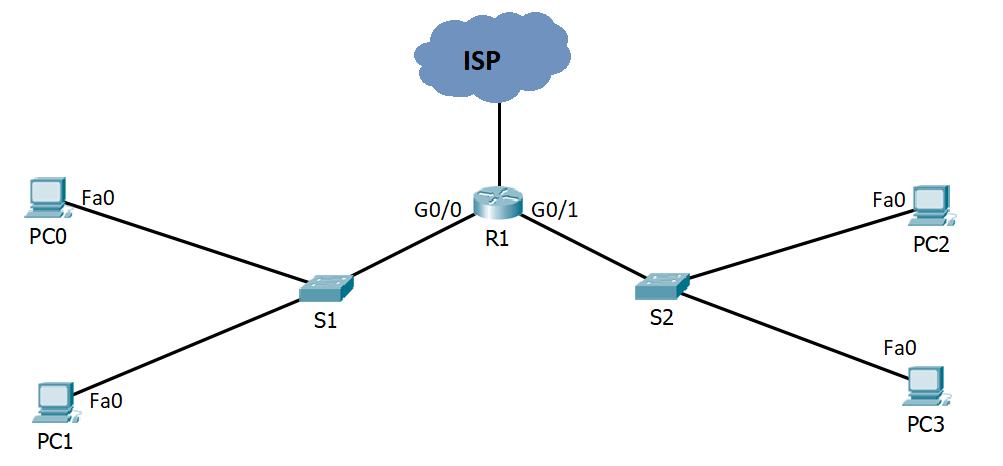 ISP
Fa0
PC0
G0/0
G0/1
R1
Fa0
PC2
S1
S2
Fa0
PC1
Fa0
PC3